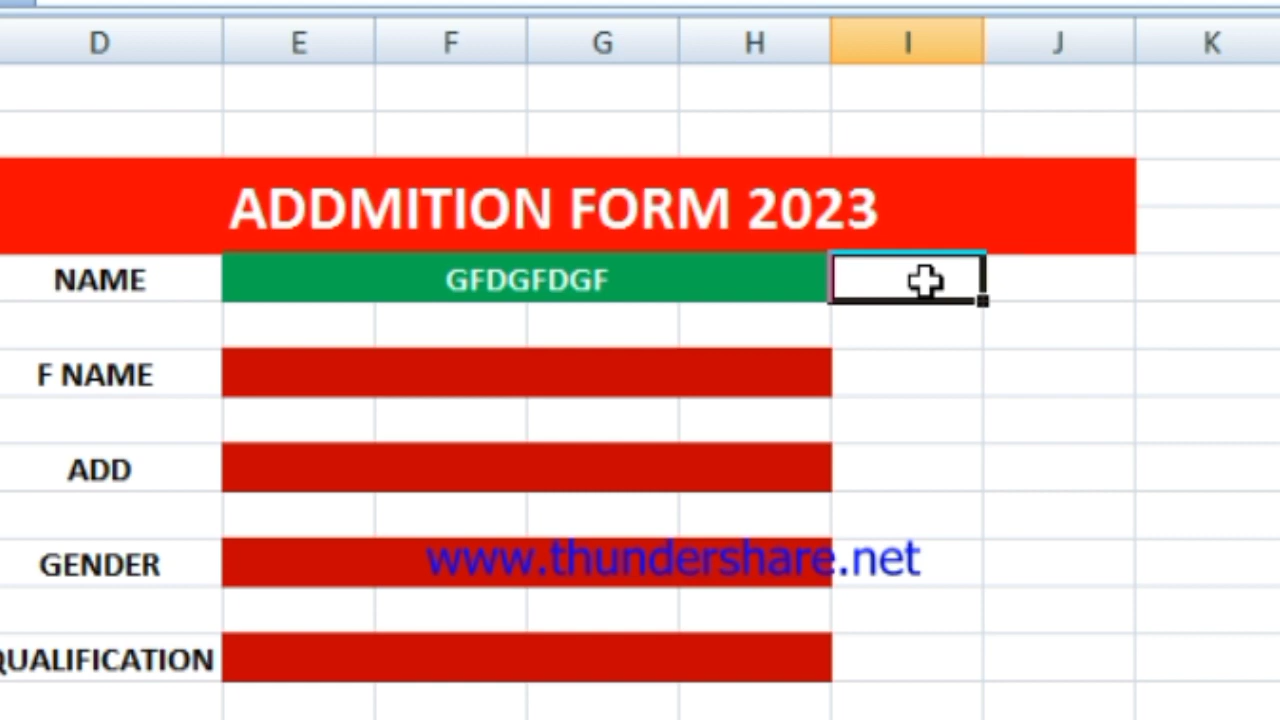 D E F G H I J K
ADDMITION FORM 2023
NAME GFDGFDGF
F NAME
ADD
GENDER www.thundershare.net
QUALIFICATION